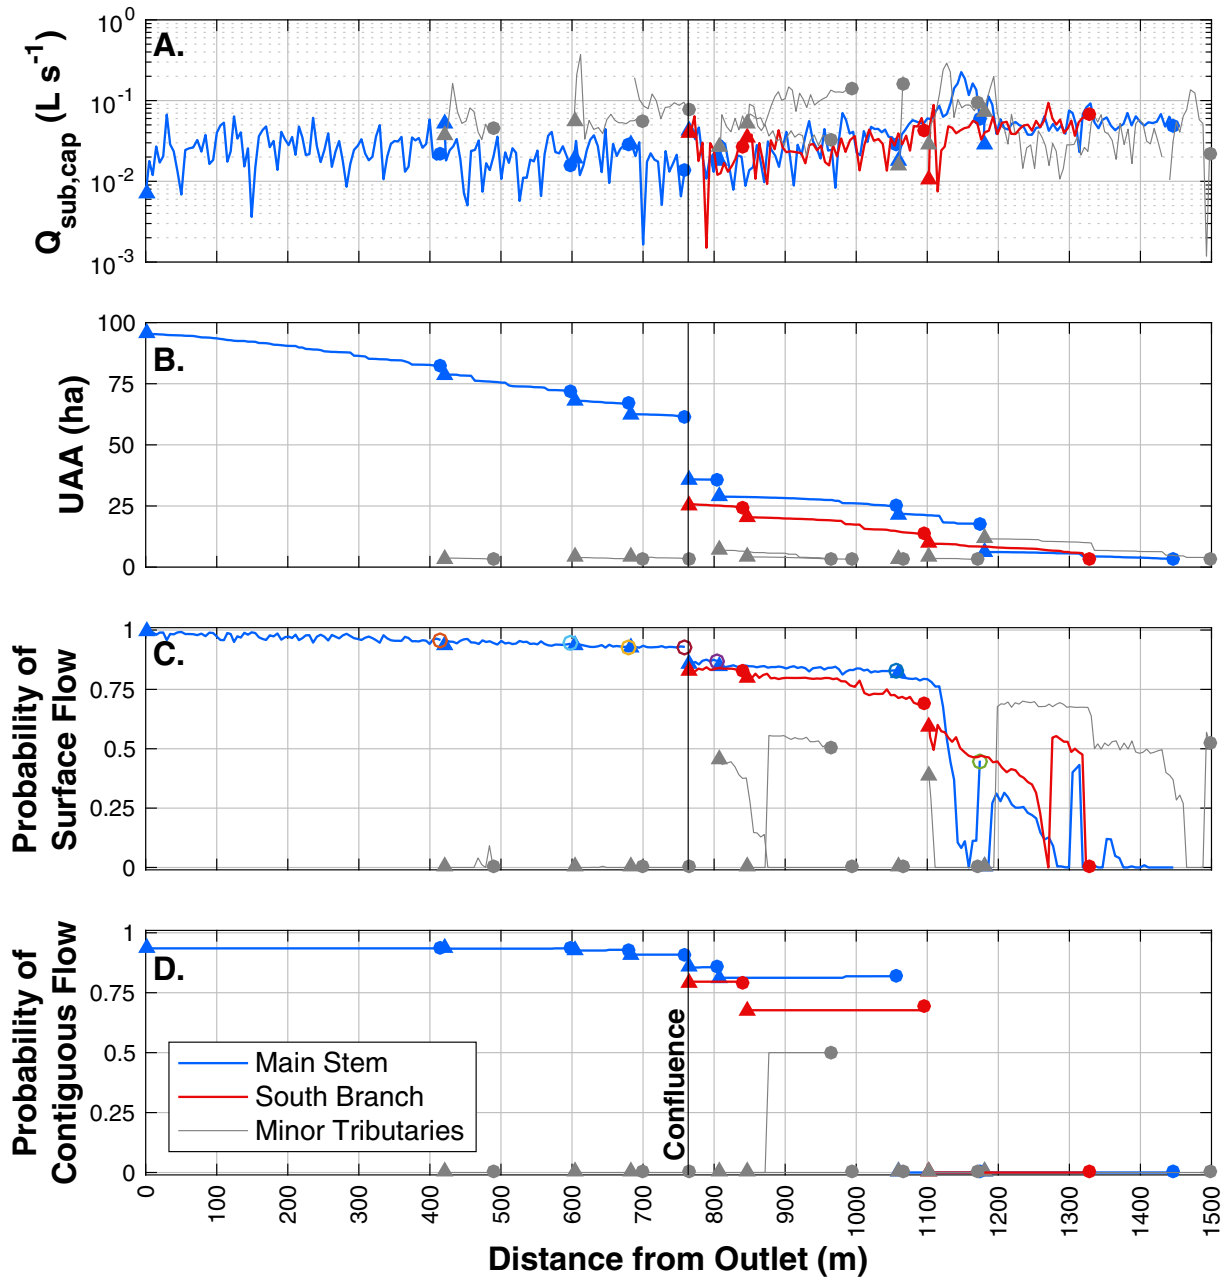 A.
Q_sub,cap (L s^-1)
10^0
10^-1
10^-2
10^-3
B.
UAA (ha)
100
75
50
25
0
C.
Probability of
Surface Flow
1
0.75
0.5
0.25
0
D.
Probability of
Contiguous Flow
1
0.75
0.5
0.25
0
Main Stem
South Branch
Minor Tributaries
Confluence
0 100 200 300 400 500 600 700 800 900 1000 1100 1200 1300 1400 1500
Distance from Outlet (m)